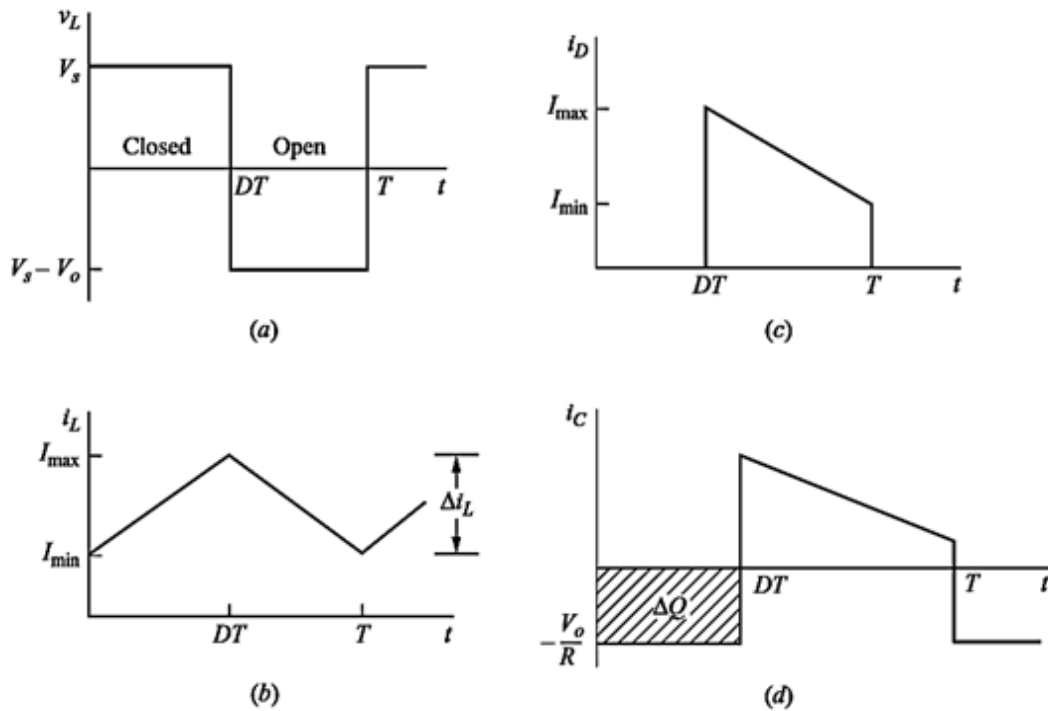 v_L
V_s
Closed Open
DT T t
V_s – V_o
(a)
i_D
I_max
I_min
DT T t
(c)
i_L
I_max
Δi_L
I_min
DT T t
(b)
i_C
DT T t
ΔQ
–V_o/R
(d)